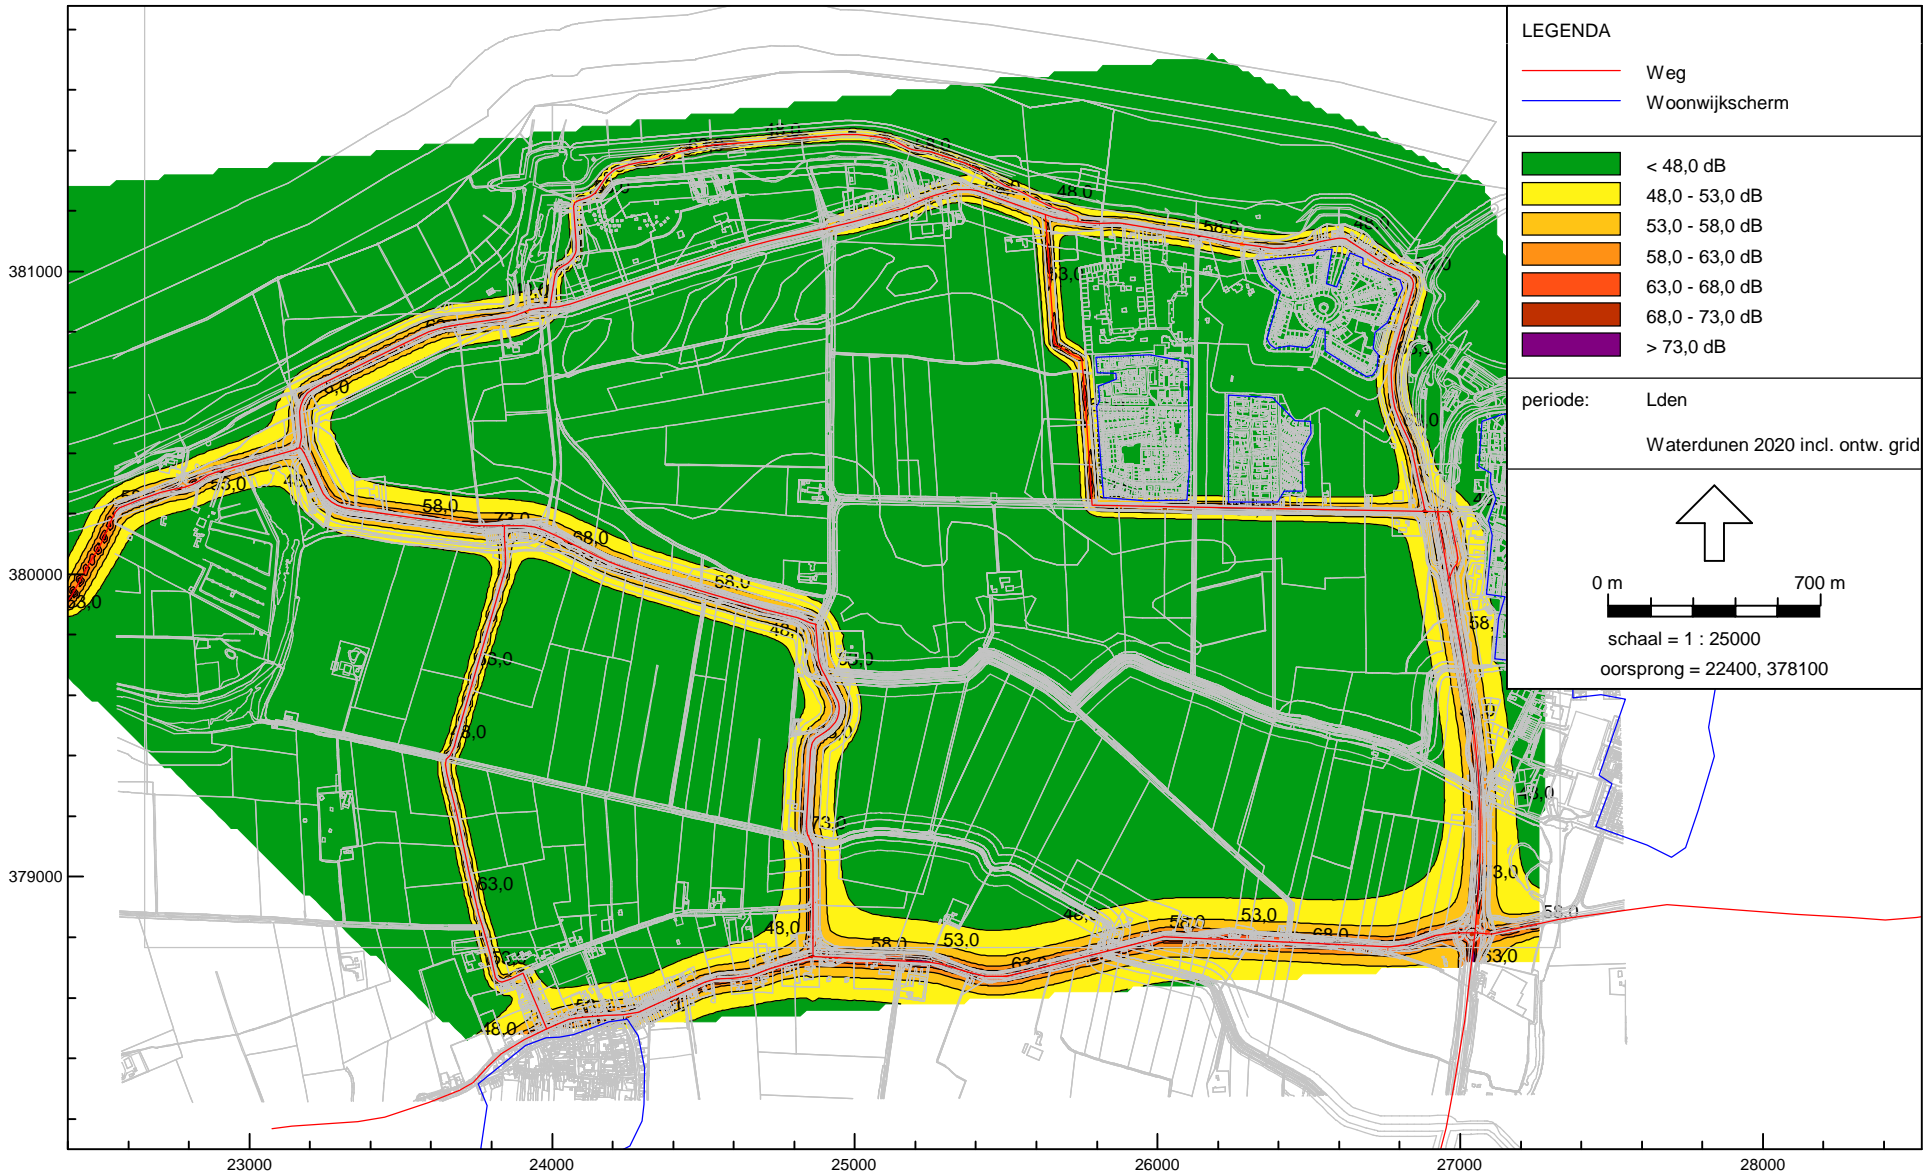 LEGENDA
Weg
Woonwijkscherm
< 48,0 dB
48,0 - 53,0 dB
53,0 - 58,0 dB
58,0 - 63,0 dB
63,0 - 68,0 dB
68,0 - 73,0 dB
> 73,0 dB
periode: Lden
Waterdunen 2020 incl. ontw. grid
0 m 700 m
schaal = 1 : 25000
oorsprong = 22400, 378100
381000
380000
379000
23000 24000 25000 26000 27000 28000
48,0
53,0
58,0
73,0
58,0
58,0
63,0
73,0
48,0
58,0
53,0
63,0
53,0
68,0
63,0
48,0